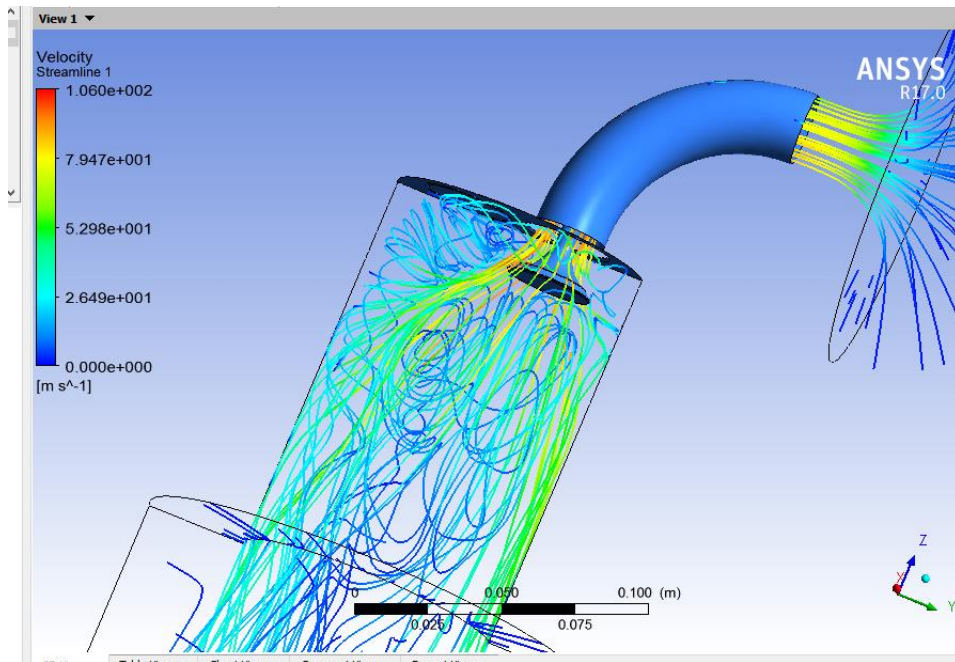 View 1
Velocity
Streamline 1
ANSYS
R17.0
1.060e+002
7.947e+001
5.298e+001
2.649e+001
0.000e+000
[m s^-1]
Z
X
Y
0
0.050
0.100 (m)
0.025
0.075